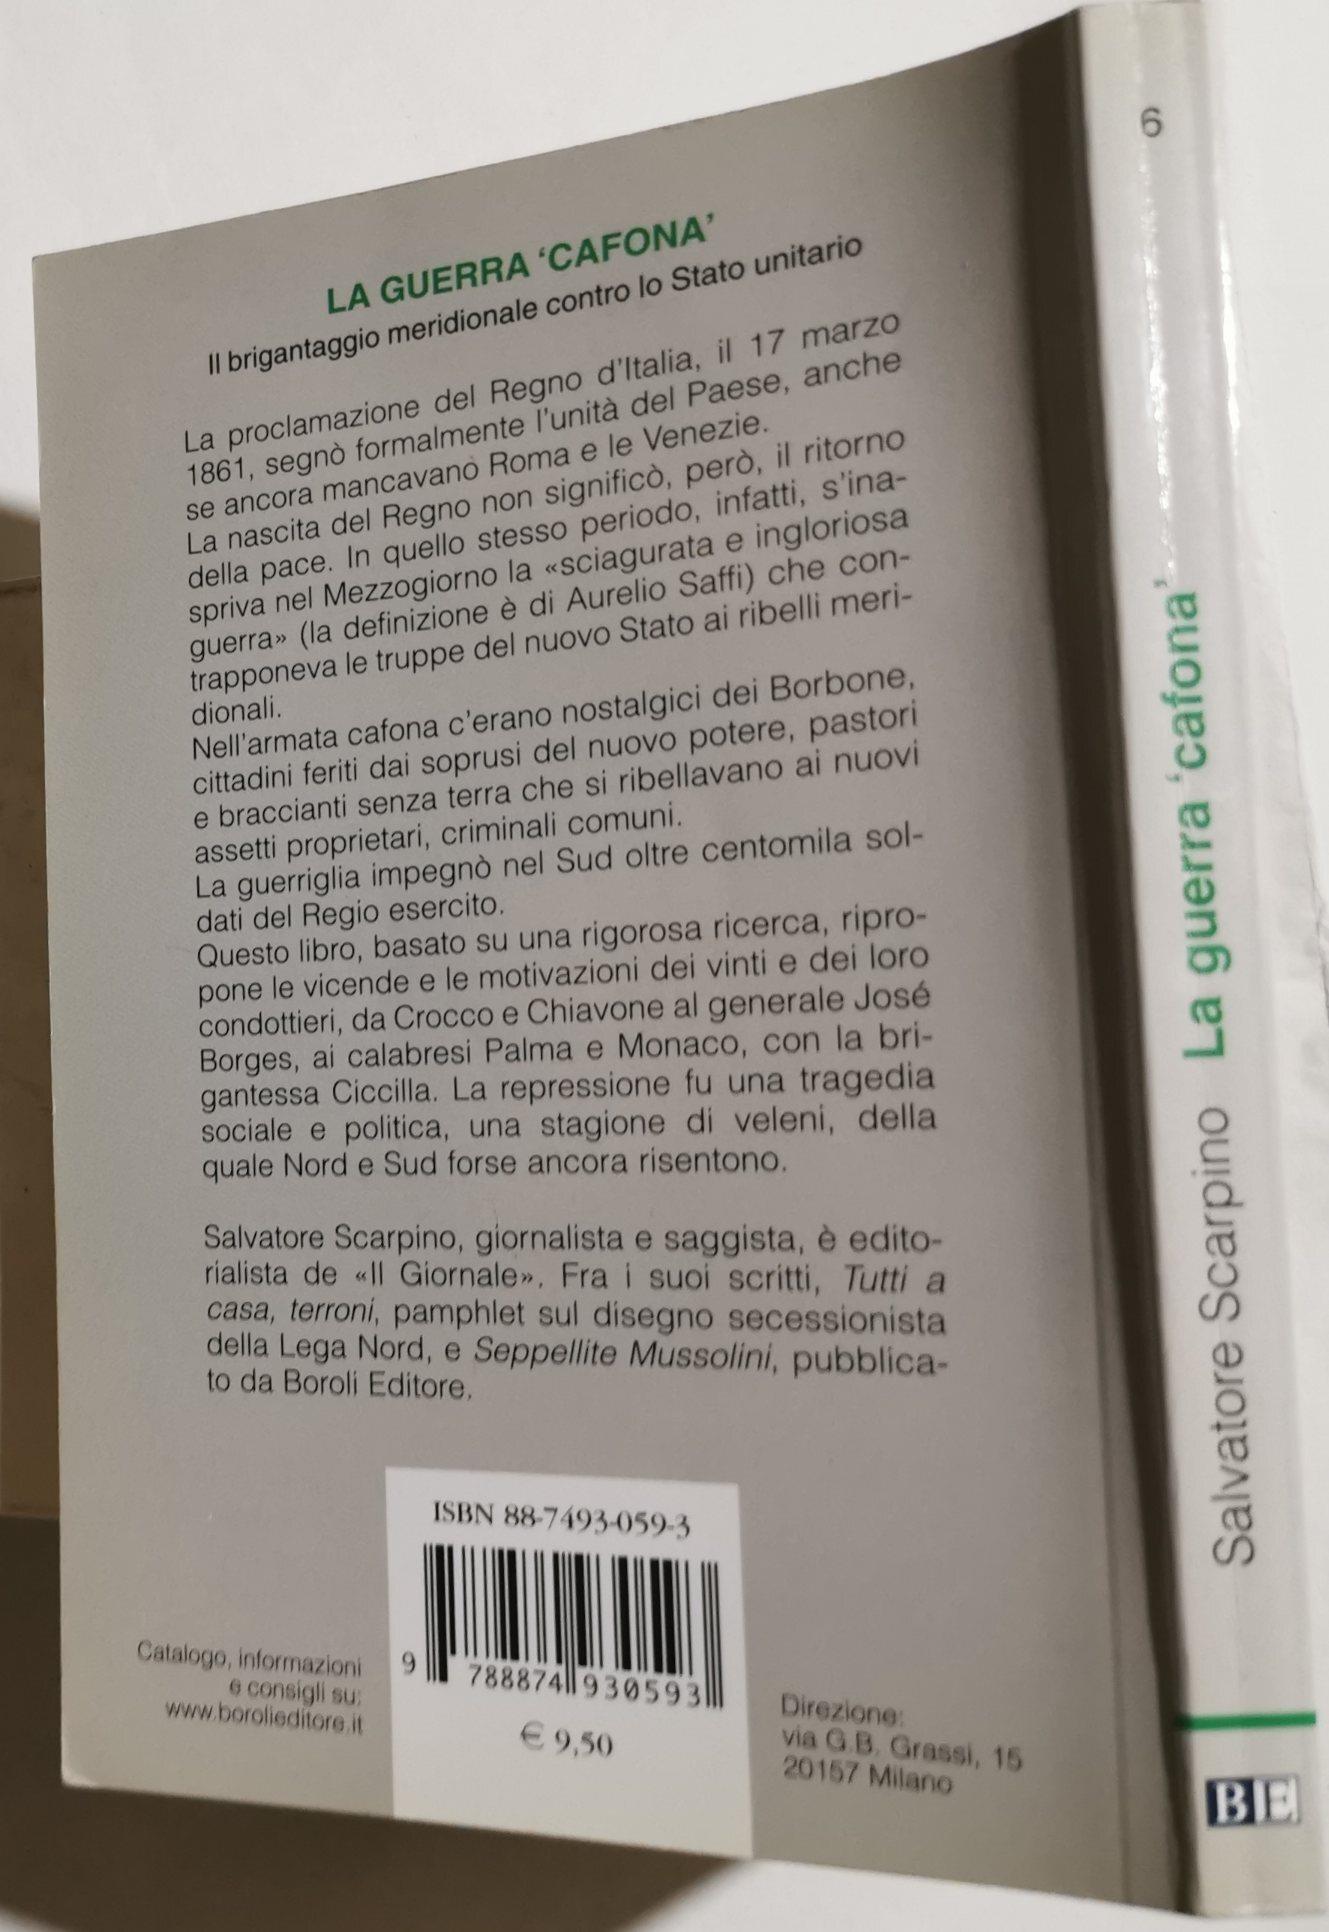 LA GUERRA ‘CAFONA’
Il brigantaggio meridionale contro lo Stato unitario
La proclamazione del Regno d’Italia, il 17 marzo
1861, segnò formalmente l’unità del Paese, anche
se ancora mancavano Roma e le Venezie.
La nascita del Regno non significò, però, il ritorno
della pace. In quello stesso periodo, infatti, s’ina-
spriva nel Mezzogiorno la «sciagurata e ingloriosa
guerra» (la definizione è di Aurelio Saffi) che con-
trapponeva le truppe del nuovo Stato ai ribelli meri-
dionali.
Nell’armata cafona c’erano nostalgici dei Borbone,
cittadini feriti dai soprusi del nuovo potere, pastori
e braccianti senza terra che si ribellavano ai nuovi
assetti proprietari, criminali comuni.
La guerriglia impegnò nel Sud oltre centomila sol-
dati del Regio esercito.
Questo libro, basato su una rigorosa ricerca, ripro-
pone le vicende e le motivazioni dei vinti e dei loro
condottieri, da Crocco e Chiavone al generale José
Borges, ai calabresi Palma e Monaco, con la bri-
gantessa Ciccilla. La repressione fu una tragedia
sociale e politica, una stagione di veleni, della
quale Nord e Sud forse ancora risentono.
Salvatore Scarpino, giornalista e saggista, è edito-
rialista de «Il Giornale». Fra i suoi scritti, Tutti a
casa, terroni, pamphlet sul disegno secessionista
della Lega Nord, e Seppellite Mussolini, pubblica-
to da Boroli Editore.
ISBN 88-7493-059-3
9 788874 930593
€ 9,50
Catalogo, informazioni
e consigli su:
www.borolieditore.it
Direzione:
via G.B. Grassi, 15
20157 Milano
6
Salvatore Scarpino La guerra ‘cafona’
BE